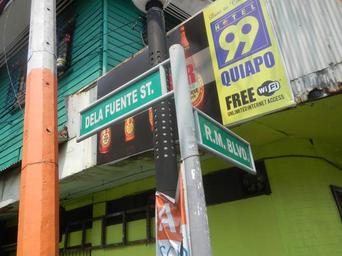 HOTEL
99
QUIAPO
FREE WiFi
UNLIMITED INTERNET ACCESS
DELA FUENTE ST.
R.M. BLVD.